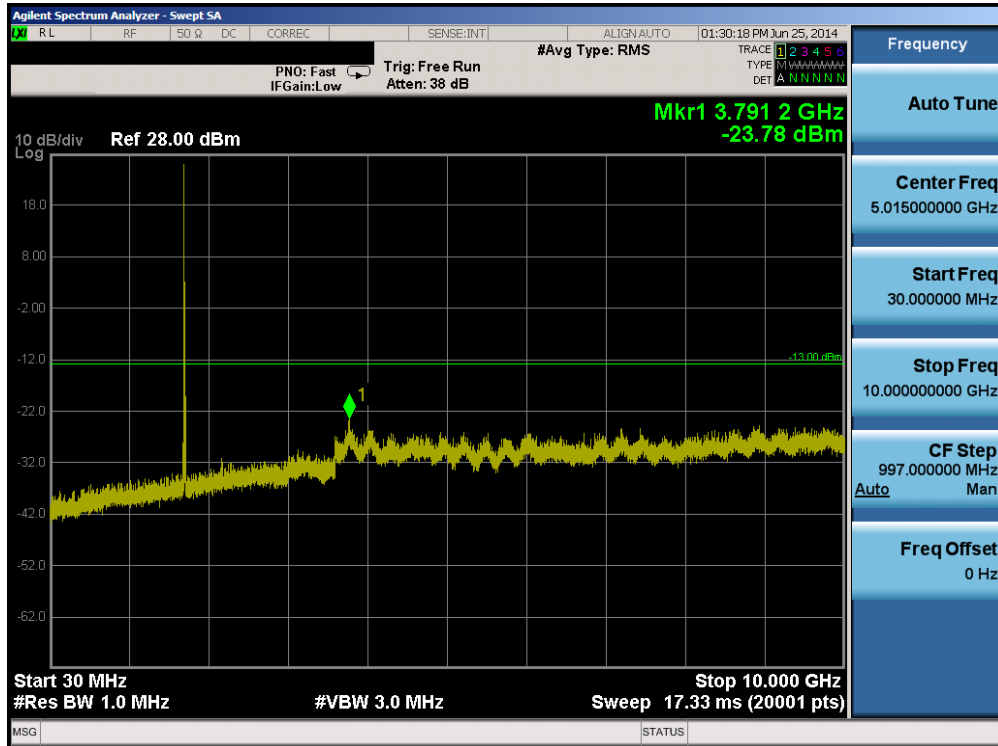 Agilent Spectrum Analyzer - Swept SA
LXI RL RF 50 Ω DC CORREC SENSE:INT ALIGN AUTO 01:30:18 PM Jun 25, 2014
#Avg Type: RMS TRACE 1 2 3 4 5 6
PNO: Fast Trig: Free Run TYPE M WWWWW
IFGain:Low Atten: 38 dB DET A N N N N N
Mkr1 3.791 2 GHz
-23.78 dBm
10 dB/div Ref 28.00 dBm
Log
18.0
8.00
-2.00
-12.0
-13.00 dBm
-22.0
1
-32.0
-42.0
-52.0
-62.0
Start 30 MHz Stop 10.000 GHz
#Res BW 1.0 MHz #VBW 3.0 MHz Sweep 17.33 ms (20001 pts)
MSG STATUS
Frequency
Auto Tune
Center Freq
5.015000000 GHz
Start Freq
30.000000 MHz
Stop Freq
10.000000000 GHz
CF Step
997.000000 MHz
Auto Man
Freq Offset
0 Hz